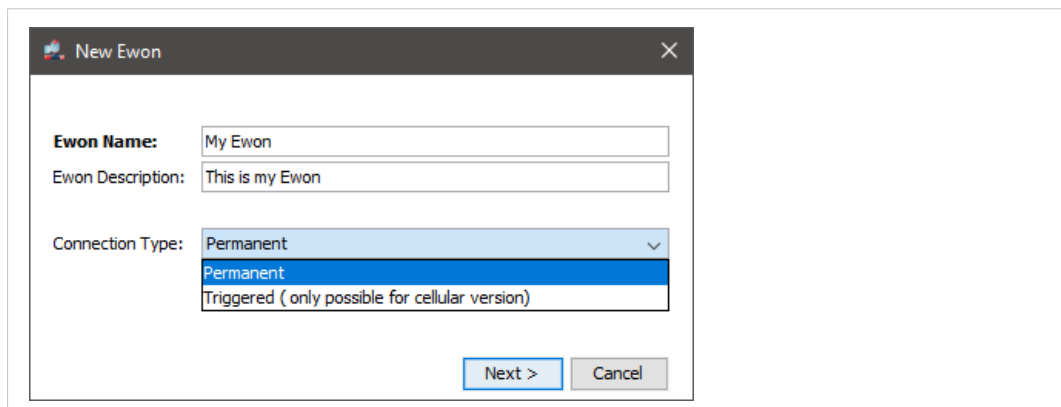 New Ewon
Ewon Name: My Ewon
Ewon Description: This is my Ewon
Connection Type: Permanent
Permanent
Triggered ( only possible for cellular version)
Next > Cancel